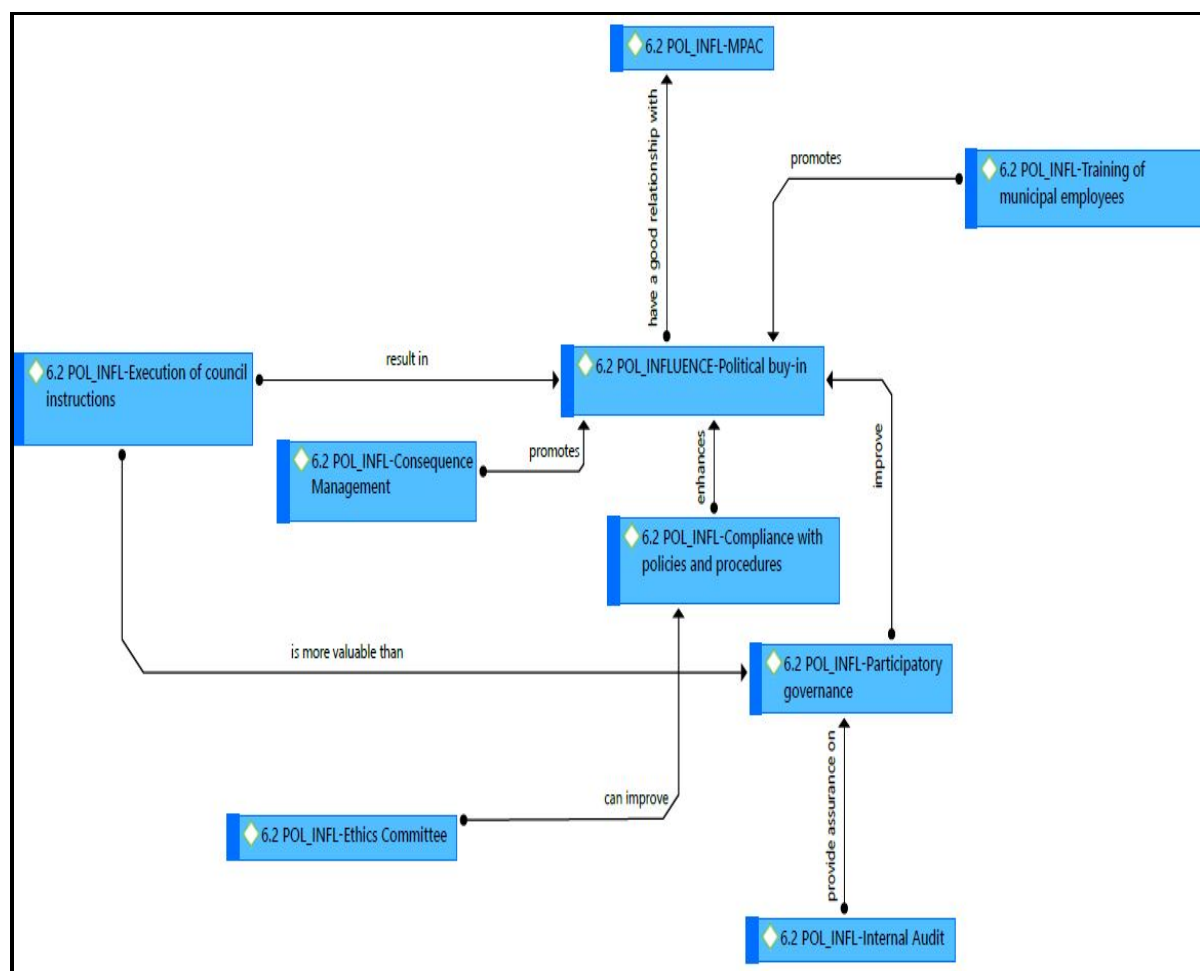 6.2 POL_INFL-MPAC
have a good relationship with
promotes
6.2 POL_INFL-Training of
municipal employees
result in
6.2 POL_INFL-Execution of council
instructions
6.2 POL_INFLUENCE-Political buy-in
promotes
6.2 POL_INFL-Consequence
Management
enhances
improve
6.2 POL_INFL-Compliance with
policies and procedures
is more valuable than
6.2 POL_INFL-Participatory
governance
can improve
6.2 POL_INFL-Ethics Committee
provide assurance on
6.2 POL_INFL-Internal Audit